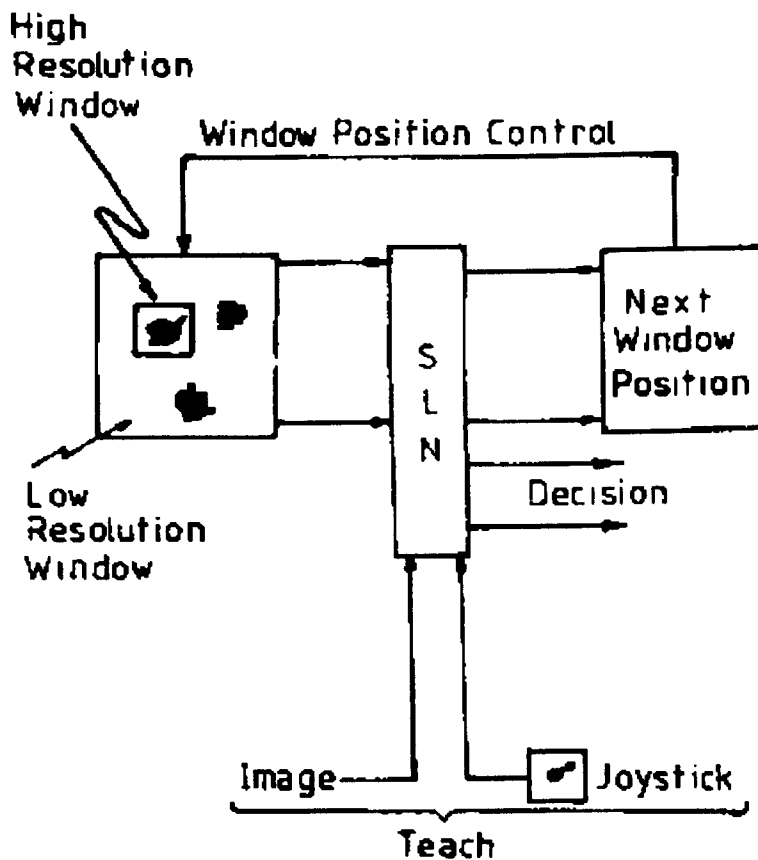 High
Resolution
Window
Window Position Control
S
L
N
Next
Window
Position
Decision
Low
Resolution
Window
Image
Joystick
Teach